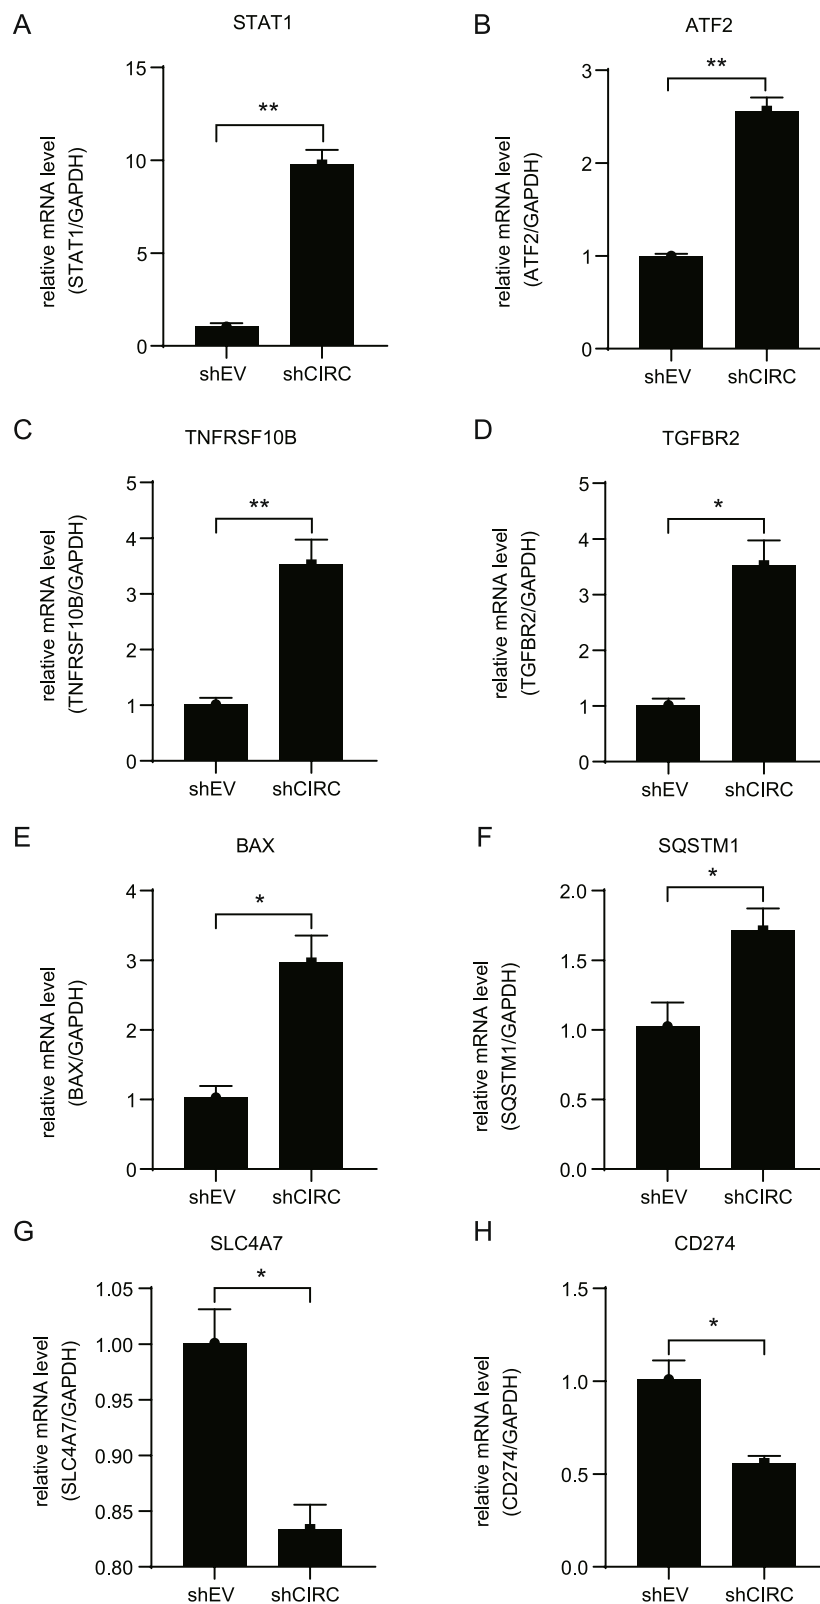 A
STAT1
relative mRNA level
(STAT1/GAPDH)
15
10
5
0
**
shEV
shCIRC
B
ATF2
relative mRNA level
(ATF2/GAPDH)
3
2
1
0
**
shEV
shCIRC
C
TNFRSF10B
relative mRNA level
(TNFRSF10B/GAPDH)
5
4
3
2
1
0
**
shEV
shCIRC
D
TGFBR2
relative mRNA level
(TGFBR2/GAPDH)
5
4
3
2
1
0
*
shEV
shCIRC
E
BAX
relative mRNA level
(BAX/GAPDH)
4
3
2
1
0
*
shEV
shCIRC
F
SQSTM1
relative mRNA level
(SQSTM1/GAPDH)
2.0
1.5
1.0
0.5
0.0
*
shEV
shCIRC
G
SLC4A7
relative mRNA level
(SLC4A7/GAPDH)
1.05
1.00
0.95
0.90
0.85
0.80
*
shEV
shCIRC
H
CD274
relative mRNA level
(CD274/GAPDH)
1.5
1.0
0.5
0.0
*
shEV
shCIRC